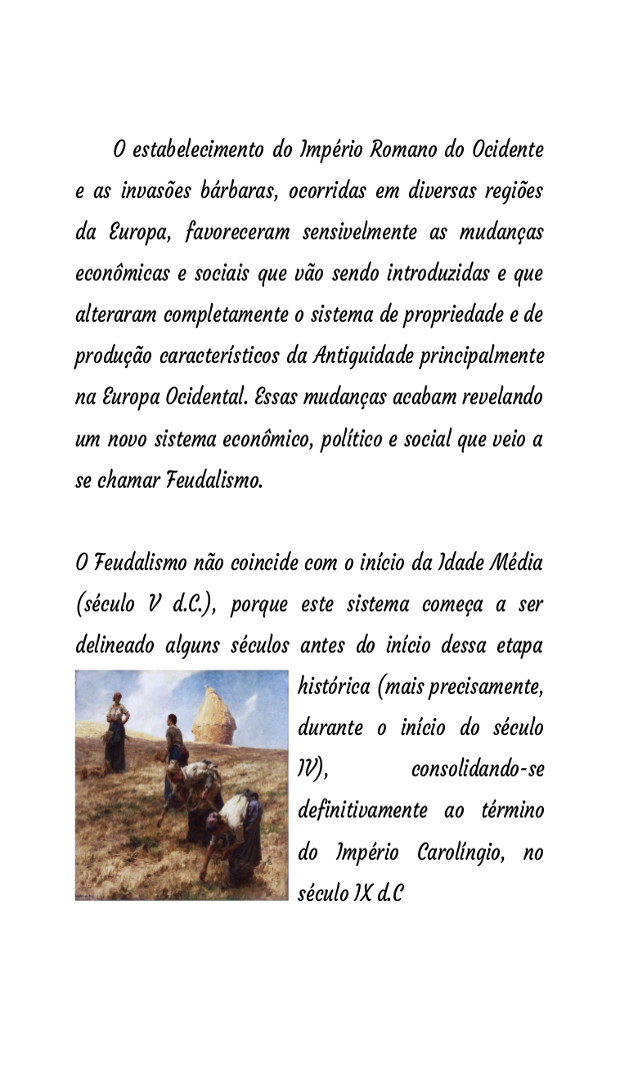 O estabelecimento do Império Romano do Ocidente
e as invasões bárbaras, ocorridas em diversas regiões
da Europa, favoreceram sensivelmente as mudanças
econômicas e sociais que vão sendo introduzidas e que
alteraram completamente o sistema de propriedade e de
produção característicos da Antiguidade principalmente
na Europa Ocidental. Essas mudanças acabam revelando
um novo sistema econômico, político e social que veio a
se chamar Feudalismo.
O Feudalismo não coincide com o início da Idade Média
(século V d.C.), porque este sistema começa a ser
delineado alguns séculos antes do início dessa etapa
histórica (mais precisamente,
durante o início do século
IV), consolidando-se
definitivamente ao término
do Império Carolíngio, no
século IX d.C